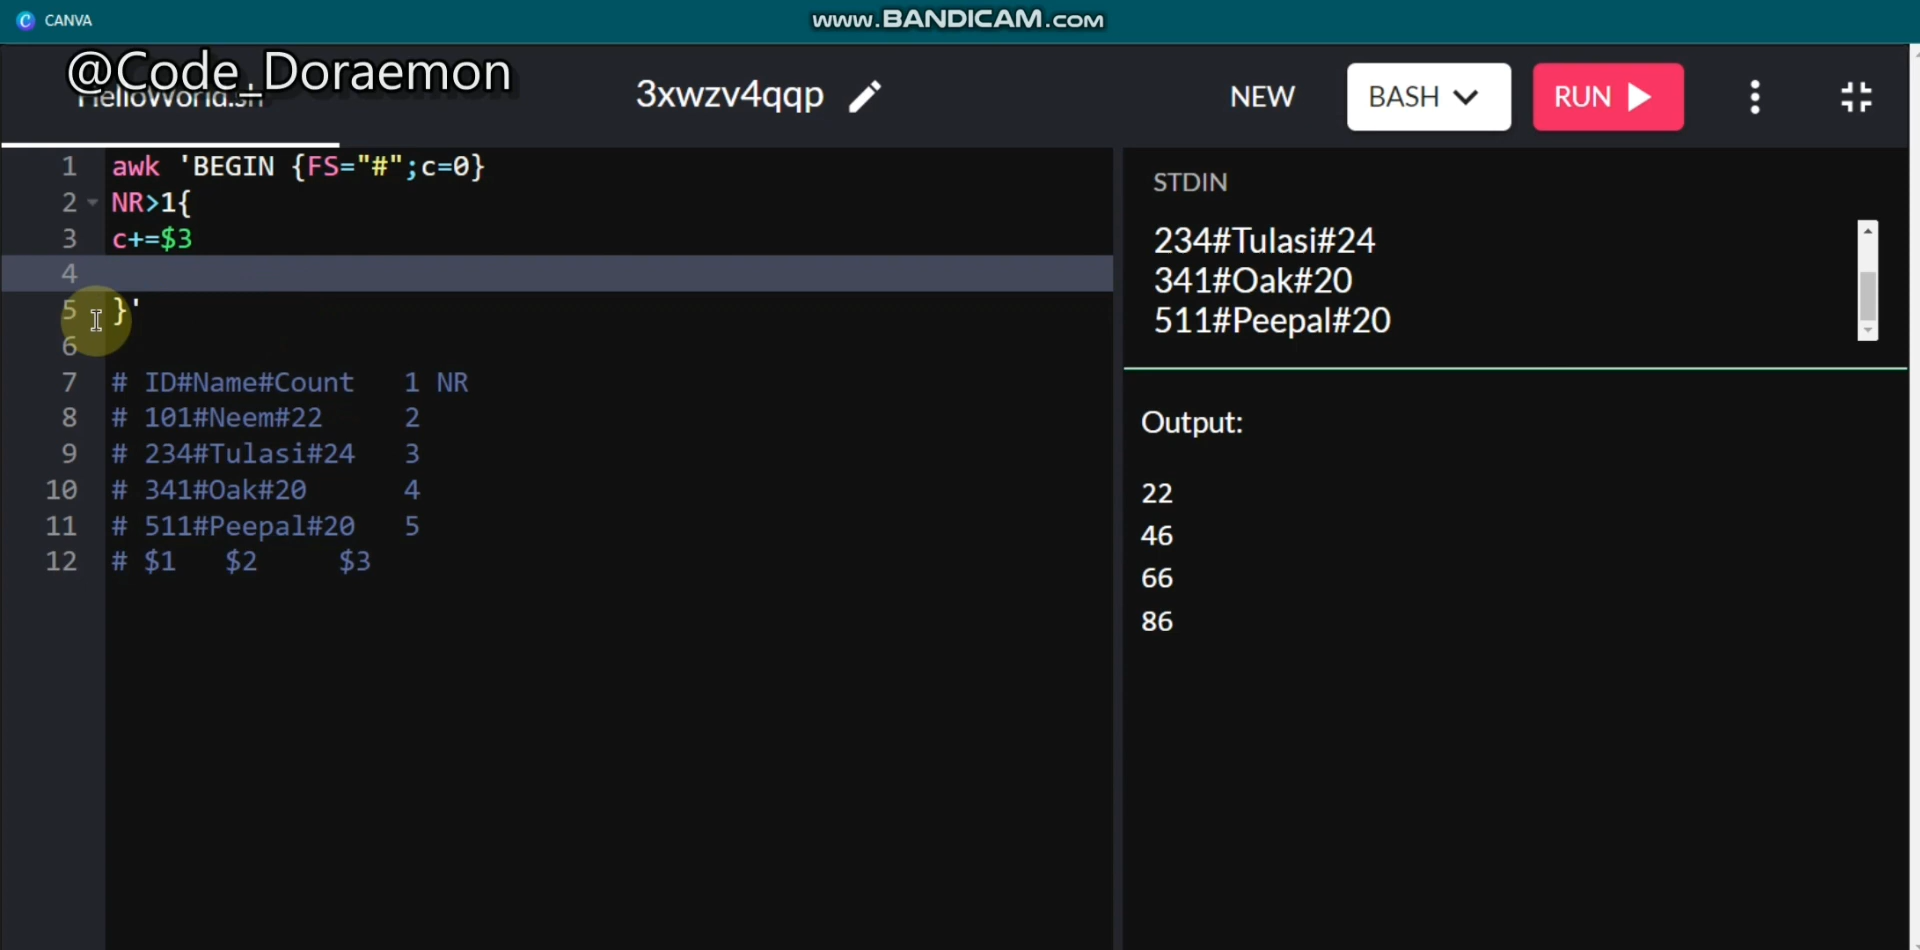 CANVA
www.BANDICAM.com
@Code_Doraemon
HelloWorld.sh
3xwzv4qqp
NEW
BASH
RUN
1 awk 'BEGIN {FS="#";c=0}
2 NR>1{
3 c+=$3
4
5 }'
6
7 # ID#Name#Count 1 NR
8 # 101#Neem#22 2
9 # 234#Tulasi#24 3
10 # 341#Oak#20 4
11 # 511#Peepal#20 5
12 # $1 $2 $3
STDIN
234#Tulasi#24
341#Oak#20
511#Peepal#20
Output:
22
46
66
86